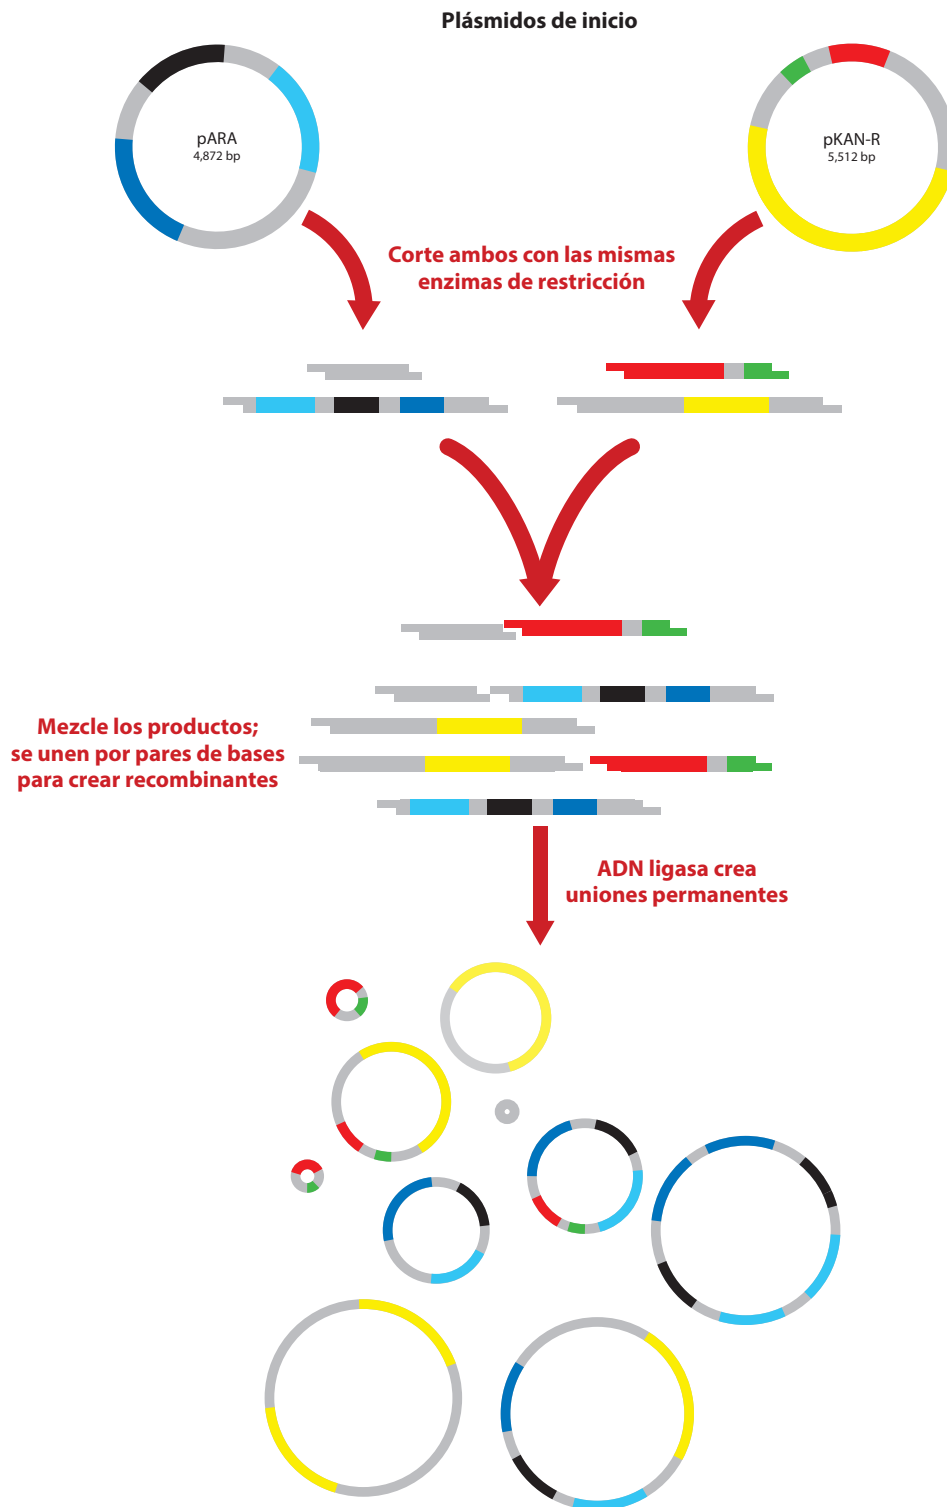 Plásmidos de inicio
pARA
4,872 bp
pKAN-R
5,512 bp
Corte ambos con las mismas
enzimas de restricción
Mezcle los productos;
se unen por pares de bases
para crear recombinantes
ADN ligasa crea
uniones permanentes